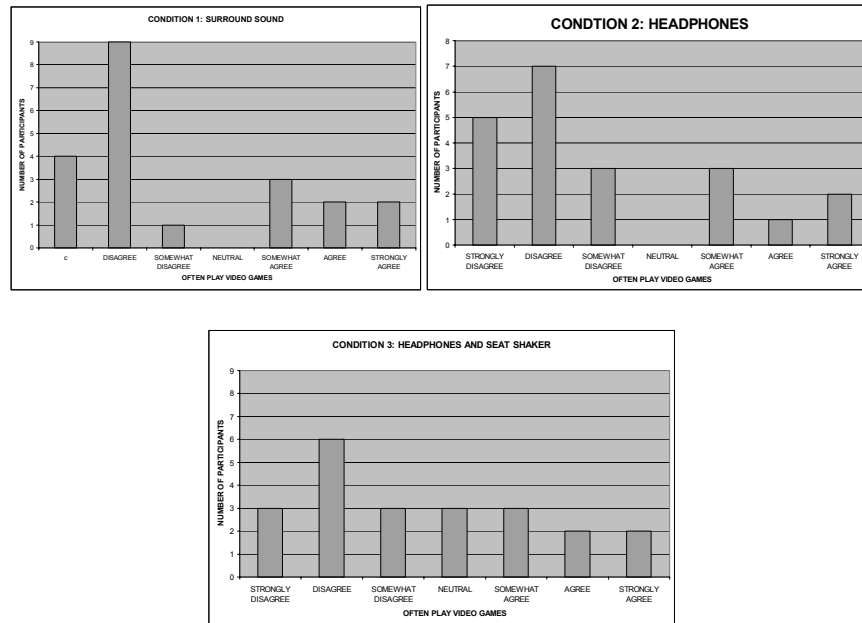 CONDITION 1: SURROUND SOUND
NUMBER OF PARTICIPANTS
9
8
7
6
5
4
3
2
1
0
c
DISAGREE
SOMEWHAT
DISAGREE
NEUTRAL
SOMEWHAT
AGREE
AGREE
STRONGLY
AGREE
OFTEN PLAY VIDEO GAMES
CONDTION 2: HEADPHONES
NUMBER OF PARTICIPANTS
8
7
6
5
4
3
2
1
0
STRONGLY
DISAGREE
DISAGREE
SOMEWHAT
DISAGREE
NEUTRAL
SOMEWHAT
AGREE
AGREE
STRONGLY
AGREE
OFTEN PLAY VIDEO GAMES
CONDITION 3: HEADPHONES AND SEAT SHAKER
NUMBER OF PARTICIPANTS
9
8
7
6
5
4
3
2
1
0
STRONGLY
DISAGREE
DISAGREE
SOMEWHAT
DISAGREE
NEUTRAL
SOMEWHAT
AGREE
AGREE
STRONGLY
AGREE
OFTEN PLAY VIDEO GAMES